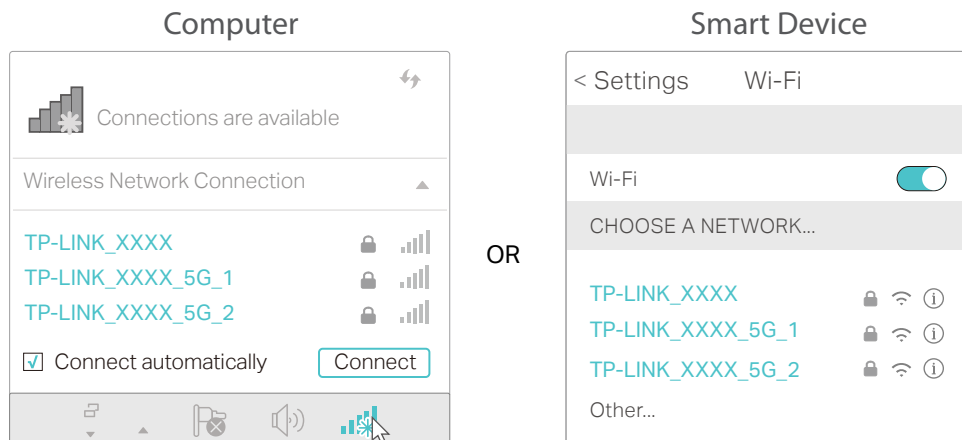 Computer
Connections are available
Wireless Network Connection
TP-LINK_XXXX
TP-LINK_XXXX_5G_1
TP-LINK_XXXX_5G_2
√ Connect automatically Connect
OR
Smart Device
< Settings Wi-Fi
Wi-Fi
CHOOSE A NETWORK...
TP-LINK_XXXX
TP-LINK_XXXX_5G_1
TP-LINK_XXXX_5G_2
Other...